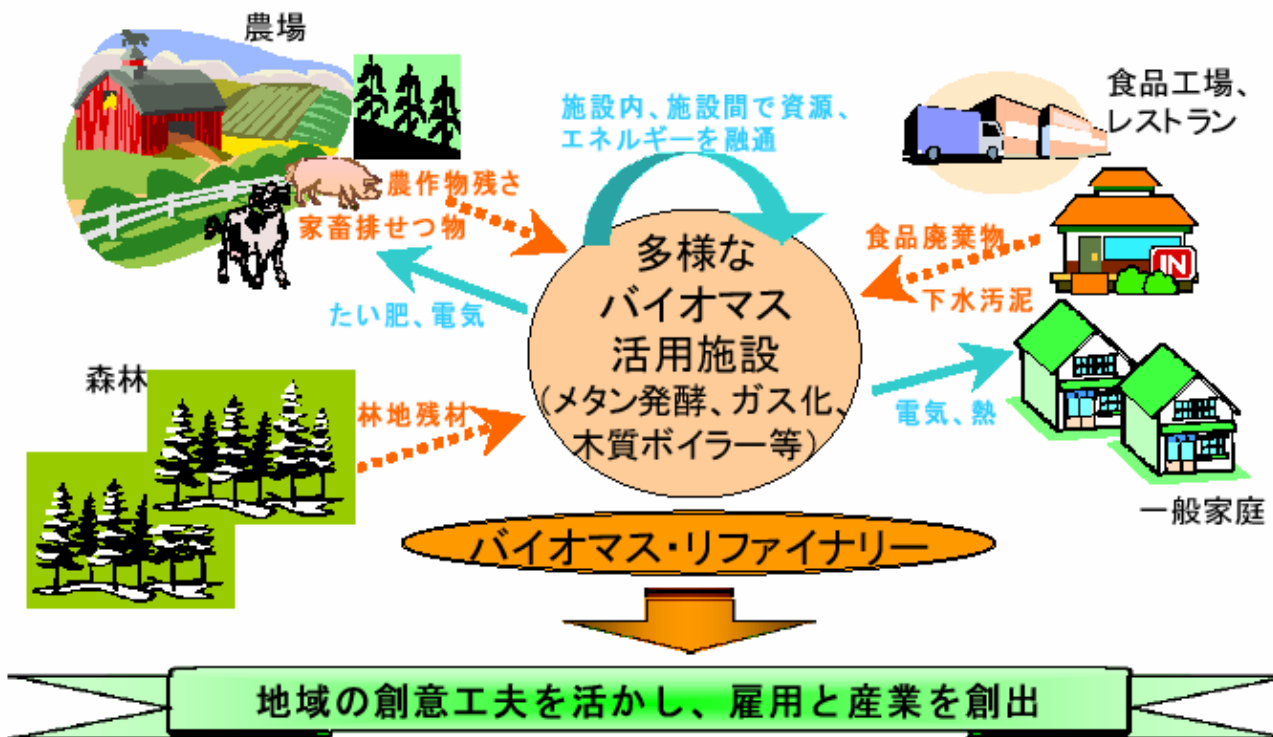 農場
施設内、施設間で資源、
エネルギーを融通
食品工場、
レストラン
農作物残さ
家畜排せつ物
たい肥、電気
食品廃棄物
下水汚泥
IN
多様な
バイオマス
活用施設
(メタン発酵、ガス化、
木質ボイラー等)
森林
林地残材
電気、熱
一般家庭
バイオマス・リファイナリー
地域の創意工夫を活かし、雇用と産業を創出